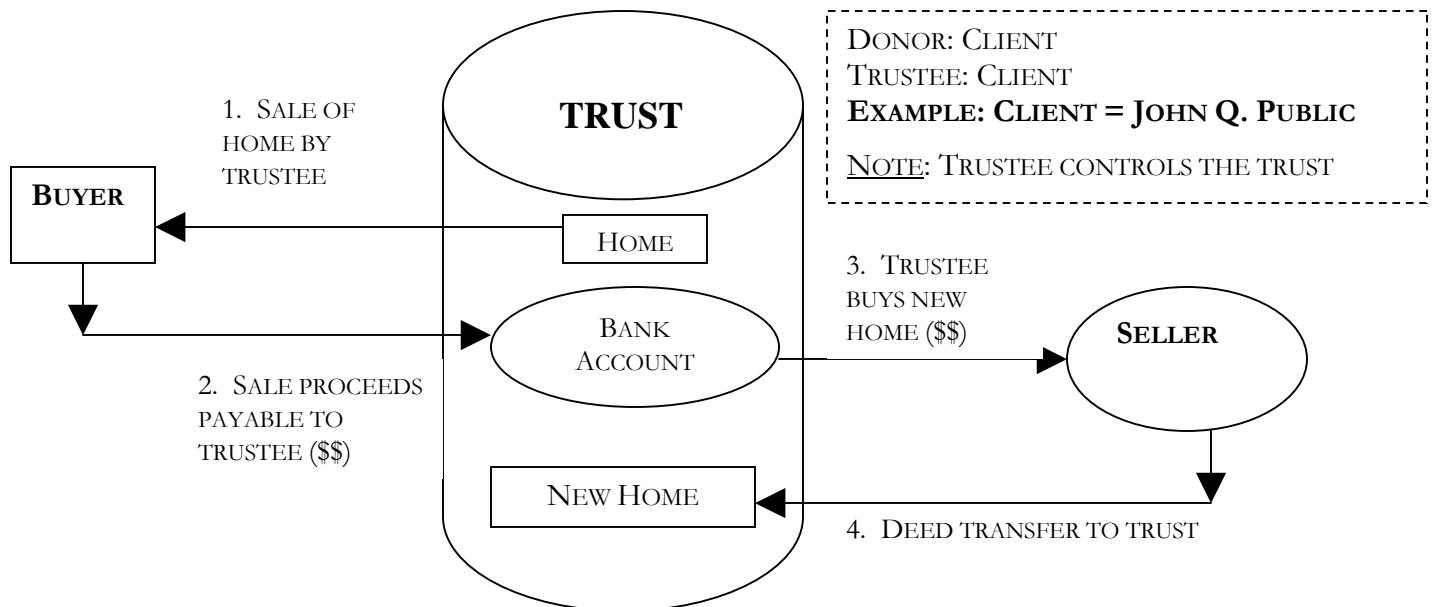 TRUST
DONOR: CLIENT
TRUSTEE: CLIENT
EXAMPLE: CLIENT = JOHN Q. PUBLIC
NOTE: TRUSTEE CONTROLS THE TRUST
1. SALE OF
HOME BY
TRUSTEE
BUYER
HOME
BANK
ACCOUNT
3. TRUSTEE
BUYS NEW
HOME ($$)
SELLER
2. SALE PROCEEDS
PAYABLE TO
TRUSTEE ($$)
NEW HOME
4. DEED TRANSFER TO TRUST